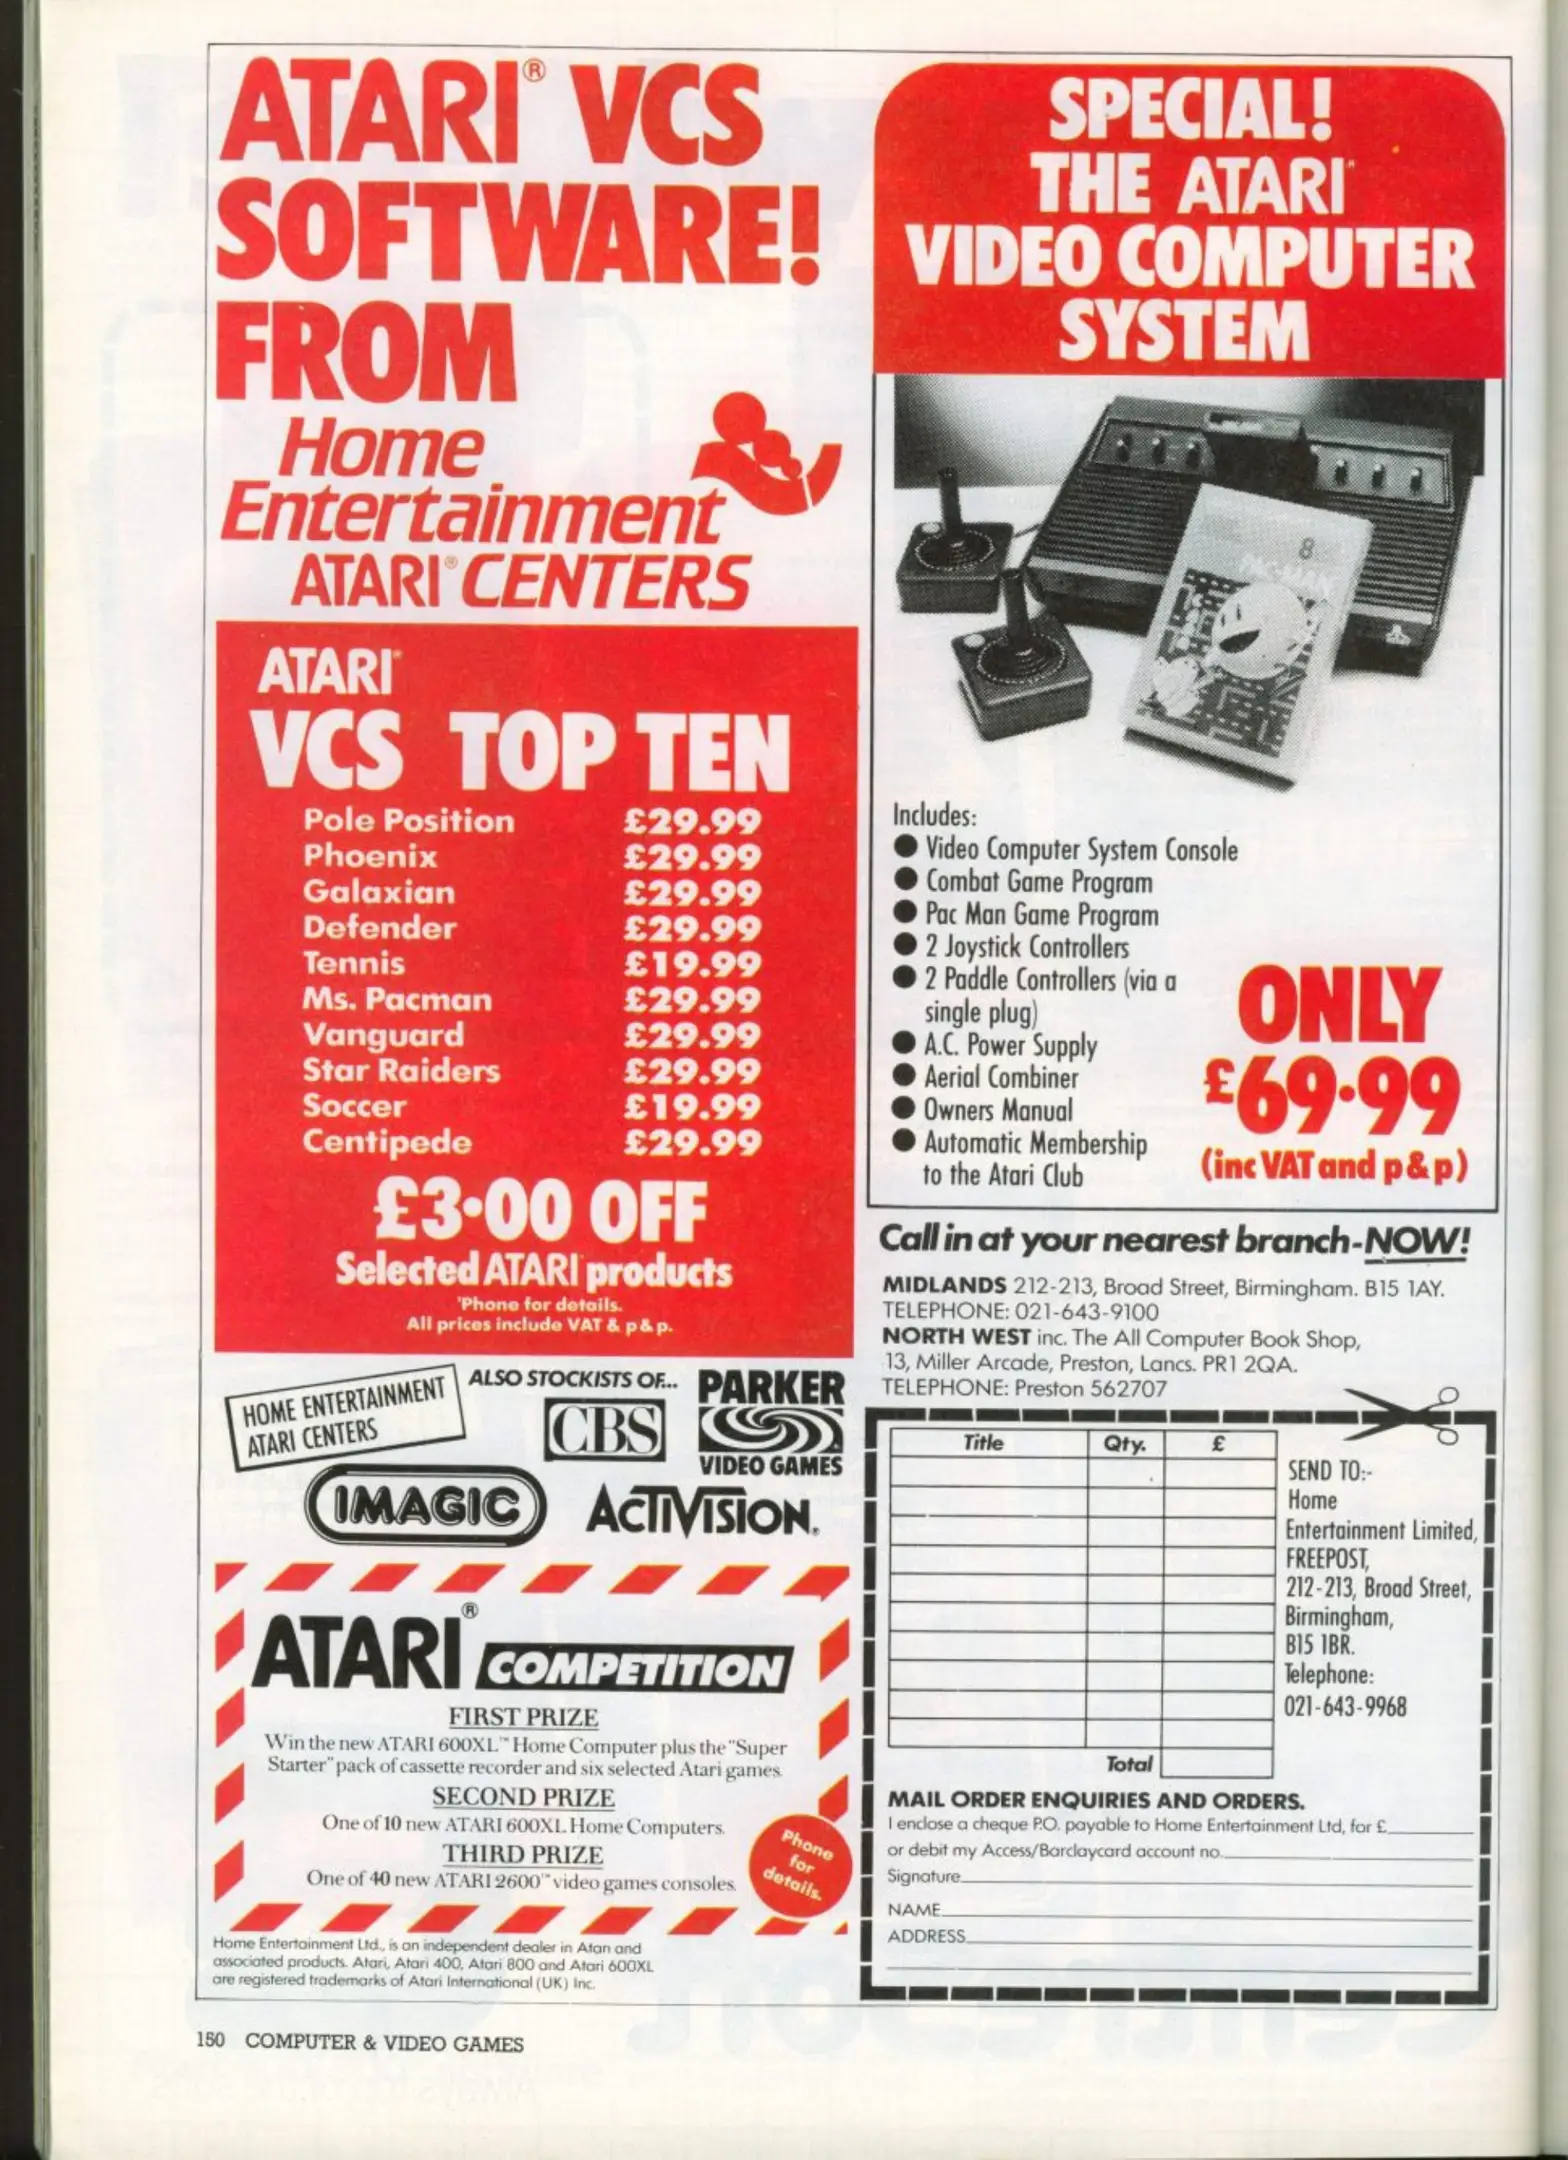 ATARI® VCS
SOFTWARE!
FROM
Home
Entertainment
ATARI® CENTERS
ATARI
VCS TOP TEN
Pole Position £29.99
Phoenix £29.99
Galaxian £29.99
Defender £29.99
Tennis £19.99
Ms. Pacman £29.99
Vanguard £29.99
Star Raiders £29.99
Soccer £19.99
Centipede £29.99
£3·00 OFF
Selected ATARI products
'Phone for details.
All prices include VAT & p&p.
HOME ENTERTAINMENT
ATARI CENTERS
ALSO STOCKISTS OF...
CBS
PARKER
VIDEO GAMES
IMAGIC
ACTIVISION®
ATARI® COMPETITION
FIRST PRIZE
Win the new ATARI 600XL™ Home Computer plus the "Super
Starter" pack of cassette recorder and six selected Atari games.
SECOND PRIZE
One of 10 new ATARI 600XL Home Computers.
THIRD PRIZE
One of 40 new ATARI 2600™ video games consoles.
Phone
for
details.
Home Entertainment Ltd., is an independent dealer in Atari and
associated products. Atari, Atari 400, Atari 800 and Atari 600XL
are registered trademarks of Atari International (UK) Inc.
SPECIAL!
THE ATARI
VIDEO COMPUTER
SYSTEM
8
PAC-MAN
Includes:
● Video Computer System Console
● Combat Game Program
● Pac Man Game Program
● 2 Joystick Controllers
● 2 Paddle Controllers (via a
single plug)
● A.C. Power Supply
● Aerial Combiner
● Owners Manual
● Automatic Membership
to the Atari Club
ONLY
£69·99
(inc VAT and p&p)
Call in at your nearest branch-NOW!
MIDLANDS 212-213, Broad Street, Birmingham. B15 1AY.
TELEPHONE: 021-643-9100
NORTH WEST inc. The All Computer Book Shop,
13, Miller Arcade, Preston, Lancs. PR1 2QA.
TELEPHONE: Preston 562707
Title Qty. £
Total
SEND TO:-
Home
Entertainment Limited,
FREEPOST,
212-213, Broad Street,
Birmingham,
B15 1BR.
Telephone:
021-643-9968
MAIL ORDER ENQUIRIES AND ORDERS.
I enclose a cheque P.O. payable to Home Entertainment Ltd, for £
or debit my Access/Barclaycard account no.
Signature
NAME
ADDRESS
150 COMPUTER & VIDEO GAMES